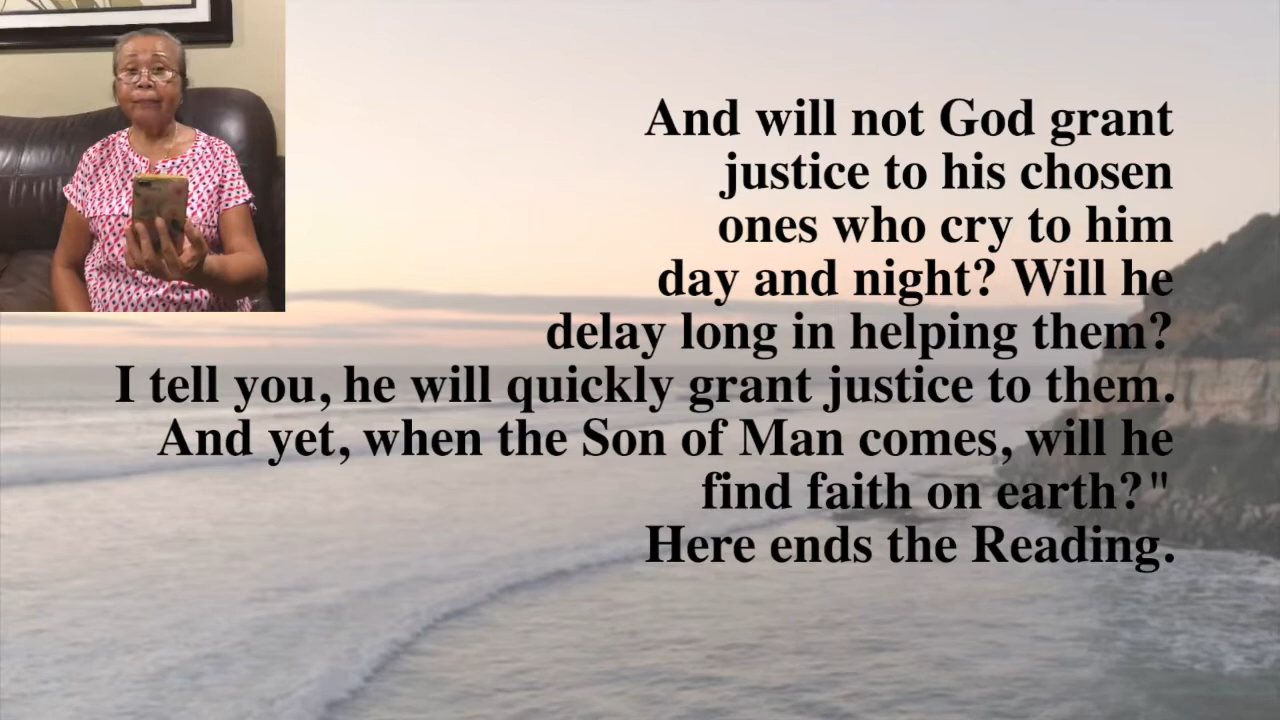 And will not God grant
justice to his chosen
ones who cry to him
day and night? Will he
delay long in helping them?
I tell you, he will quickly grant justice to them.
And yet, when the Son of Man comes, will he
find faith on earth?"
Here ends the Reading.